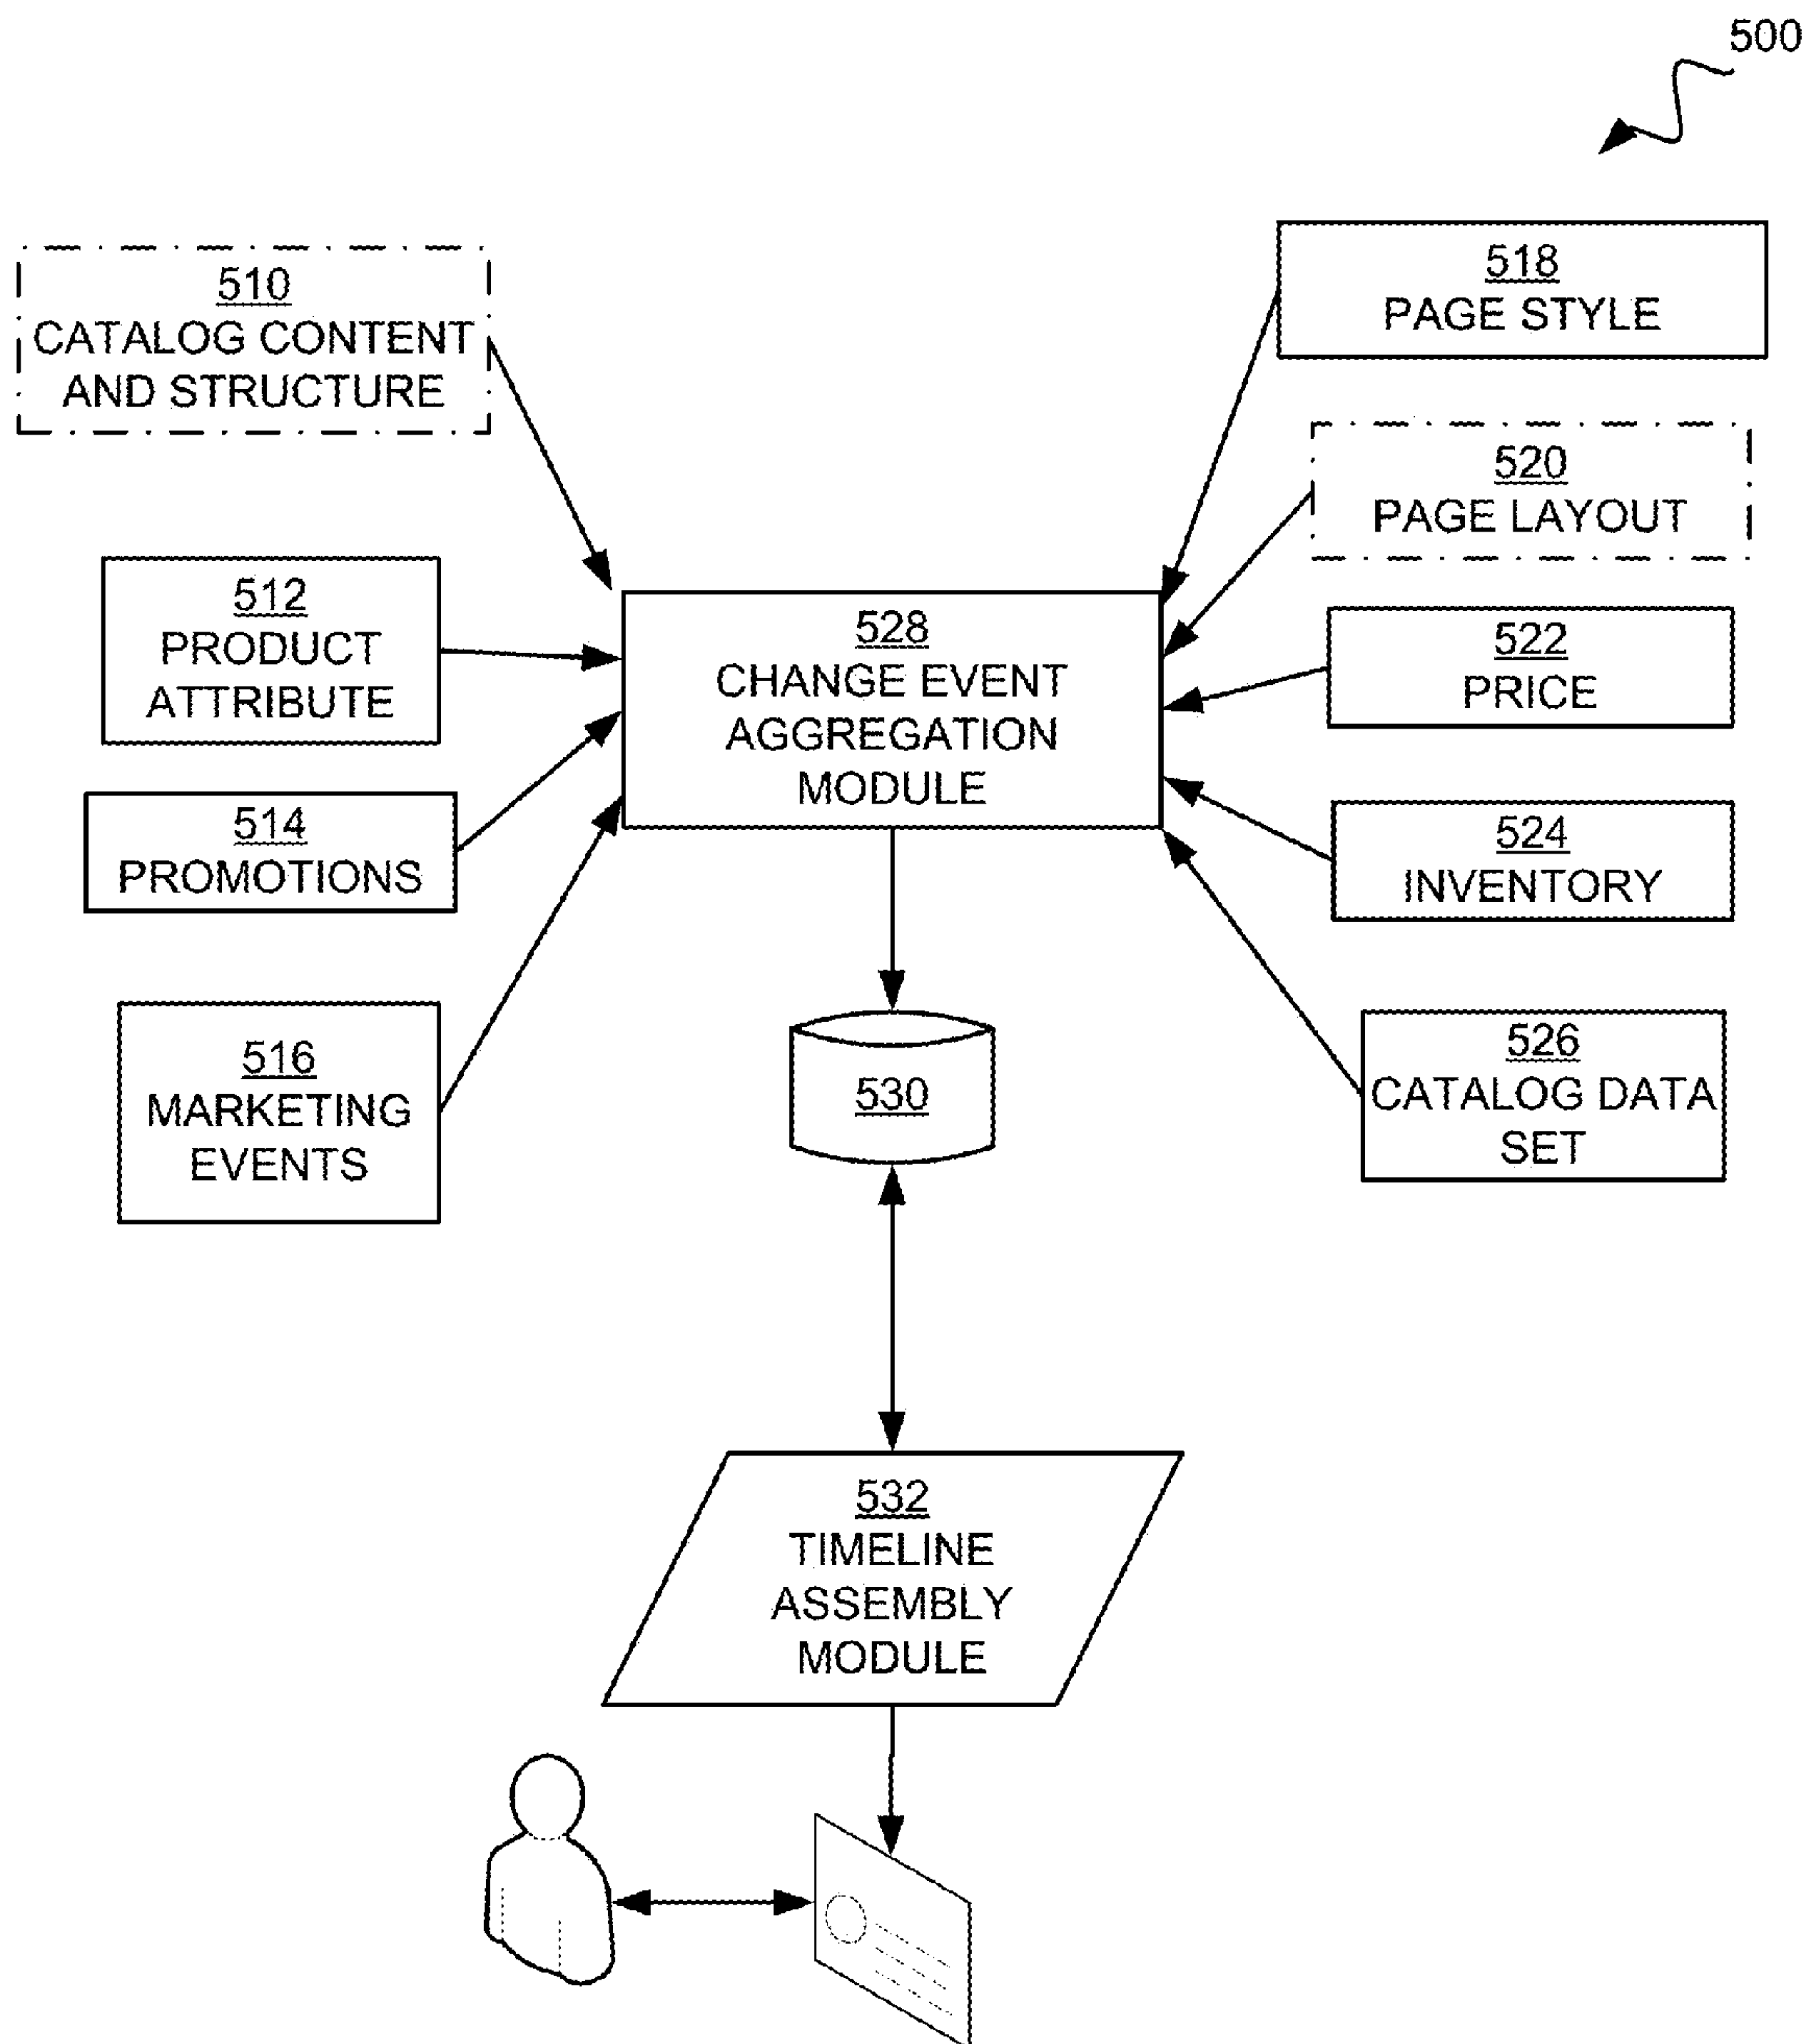 500
510
CATALOG CONTENT
AND STRUCTURE
512
PRODUCT
ATTRIBUTE
514
PROMOTIONS
516
MARKETING
EVENTS
518
PAGE STYLE
520
PAGE LAYOUT
522
PRICE
524
INVENTORY
526
CATALOG DATA
SET
528
CHANGE EVENT
AGGREGATION
MODULE
530
532
TIMELINE
ASSEMBLY
MODULE